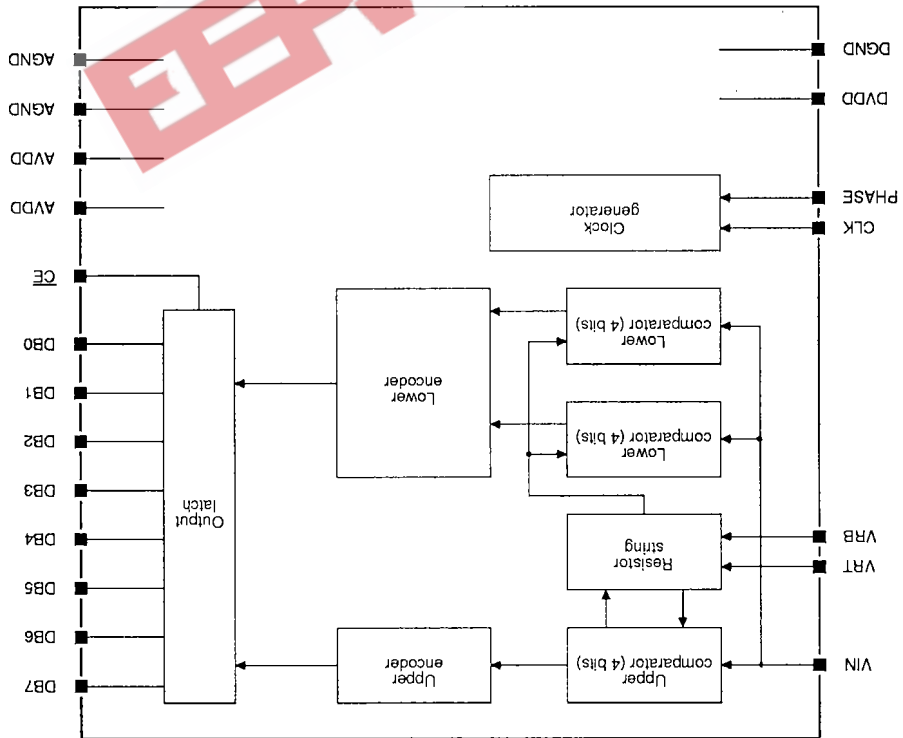 VIN
Upper
comparator (4 bits)
Upper
encoder
DB7
DB6
VRT
VRB
Resistor
string
DB5
DB4
Output
latch
DB3
Lower
comparator (4 bits)
DB2
Lower
encoder
DB1
Lower
comparator (4 bits)
DB0
CE
CLK
PHASE
Clock
generator
AVDD
AVDD
DVDD
AGND
DGND
AGND